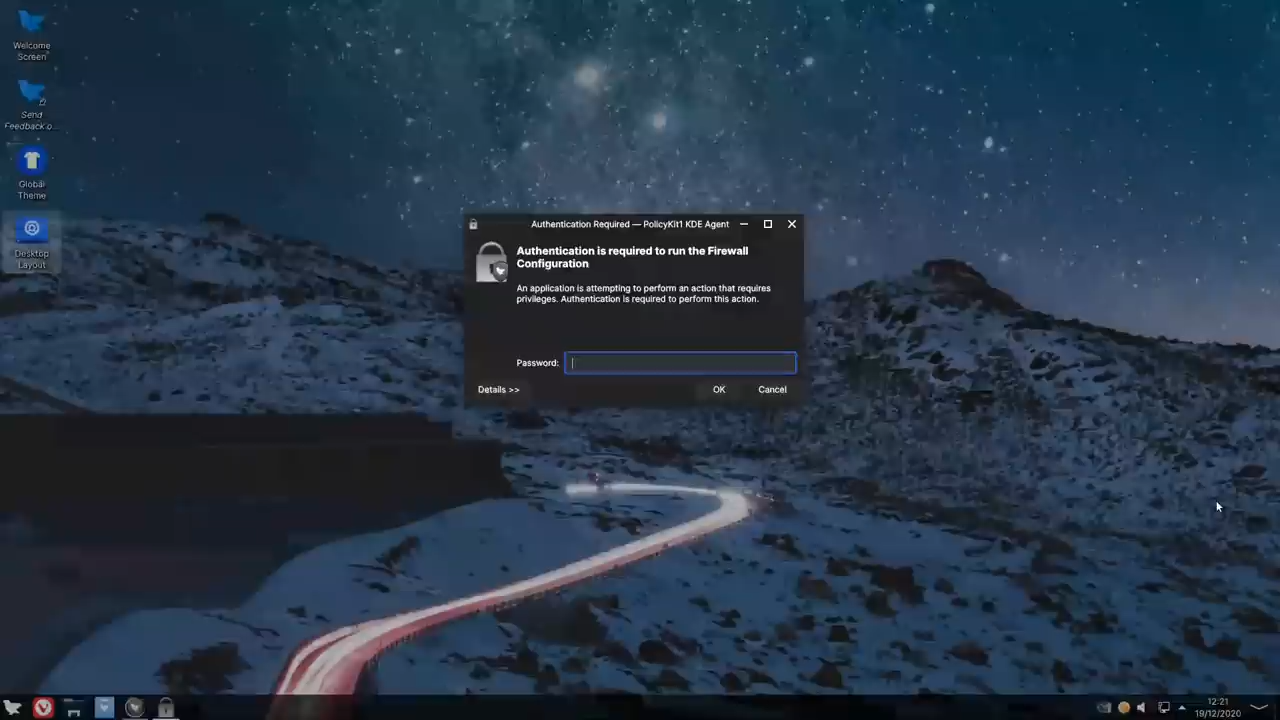 Welcome
Screen
Send
Feedback o...
Global
Theme
Desktop
Layout
Authentication Required — PolicyKit1 KDE Agent
Authentication is required to run the Firewall
Configuration
An application is attempting to perform an action that requires
privileges. Authentication is required to perform this action.
Password:
Details >>
OK
Cancel
12:21
19/12/2020